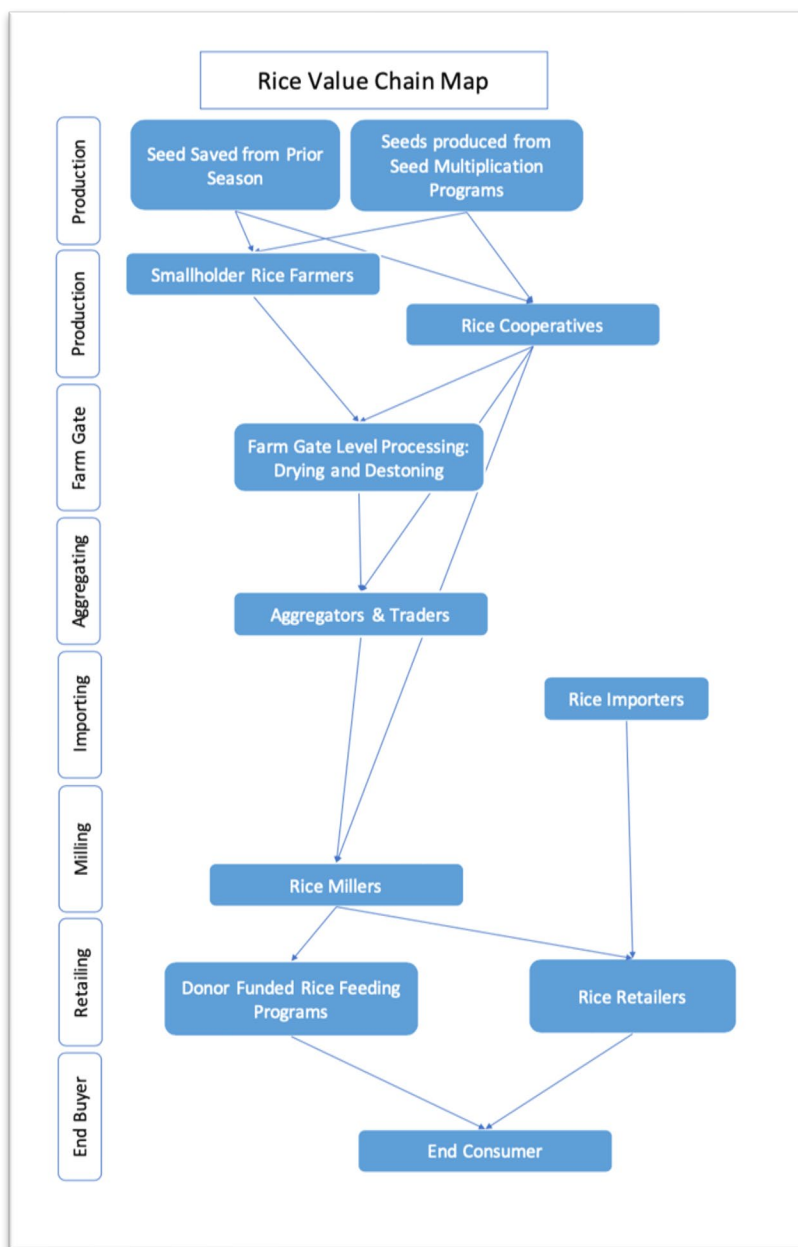 Rice Value Chain Map
Production
Seed Saved from Prior
Season
Seeds produced from
Seed Multiplication
Programs
Production
Smallholder Rice Farmers
Rice Cooperatives
Farm Gate
Farm Gate Level Processing:
Drying and Destoning
Aggregating
Aggregators & Traders
Importing
Rice Importers
Milling
Rice Millers
Retailing
Donor Funded Rice Feeding
Programs
Rice Retailers
End Buyer
End Consumer